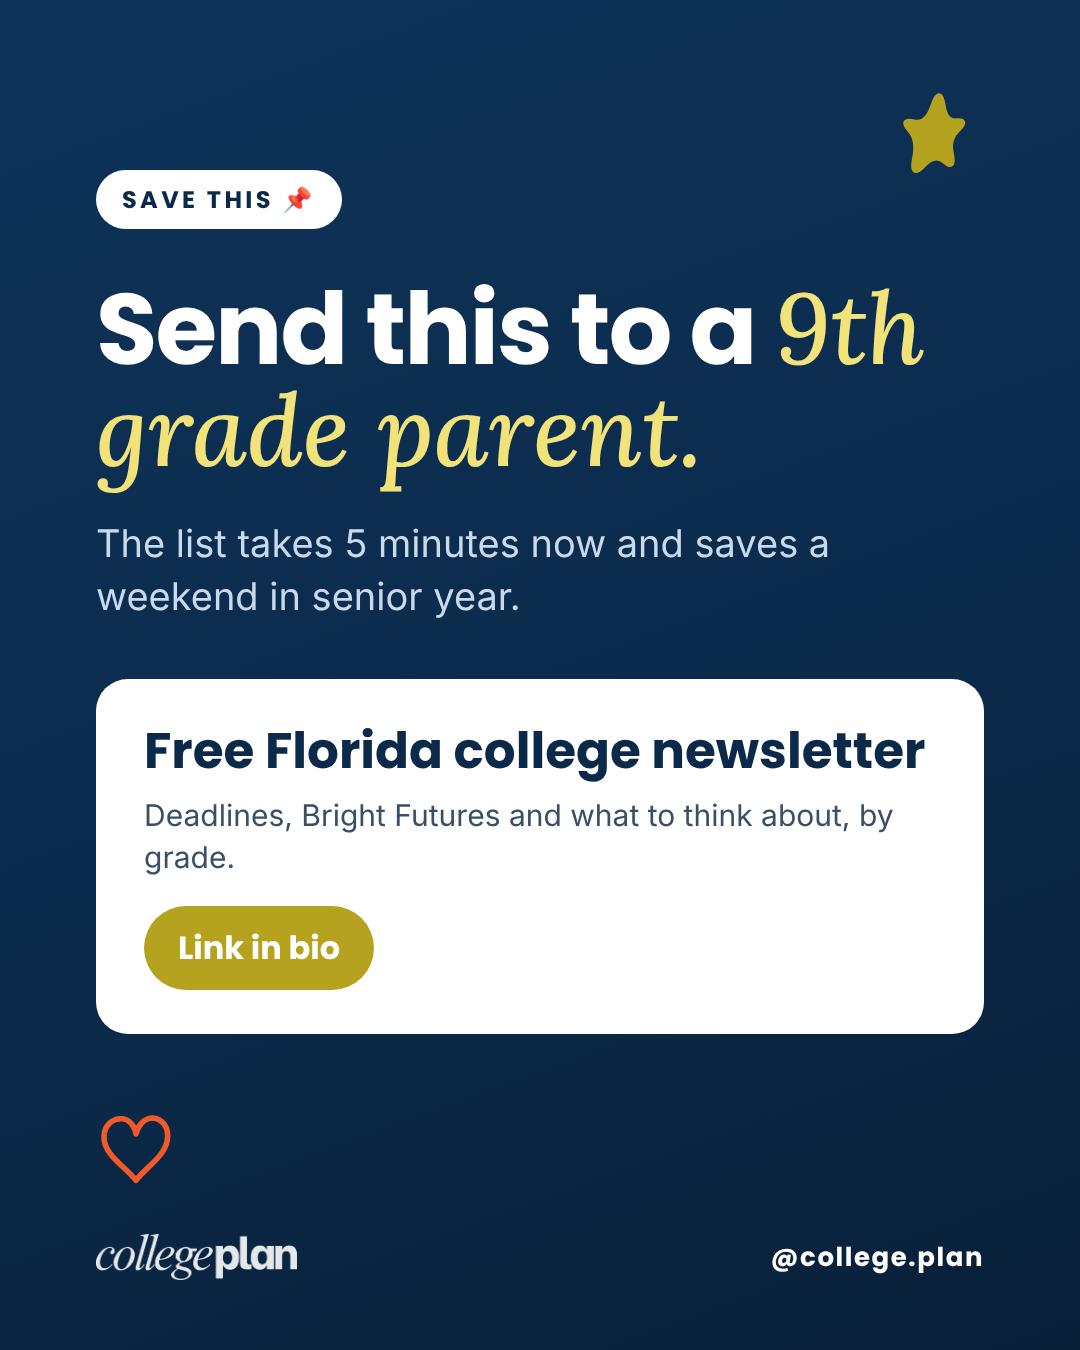 SAVE THIS 📌
Send this to a 9th
grade parent.
The list takes 5 minutes now and saves a
weekend in senior year.
Free Florida college newsletter
Deadlines, Bright Futures and what to think about, by
grade.
Link in bio
collegeplan
@college.plan